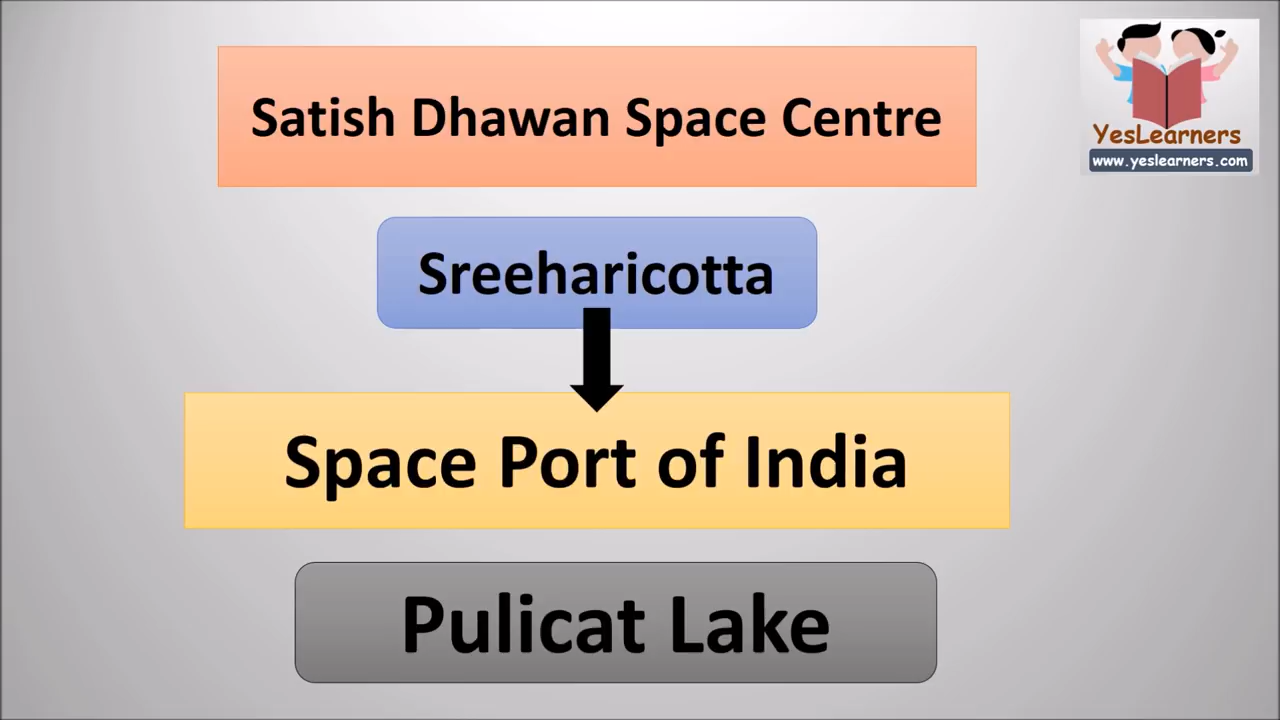 Satish Dhawan Space Centre
YesLearners
www.yeslearners.com
Sreeharicotta
Space Port of India
Pulicat Lake